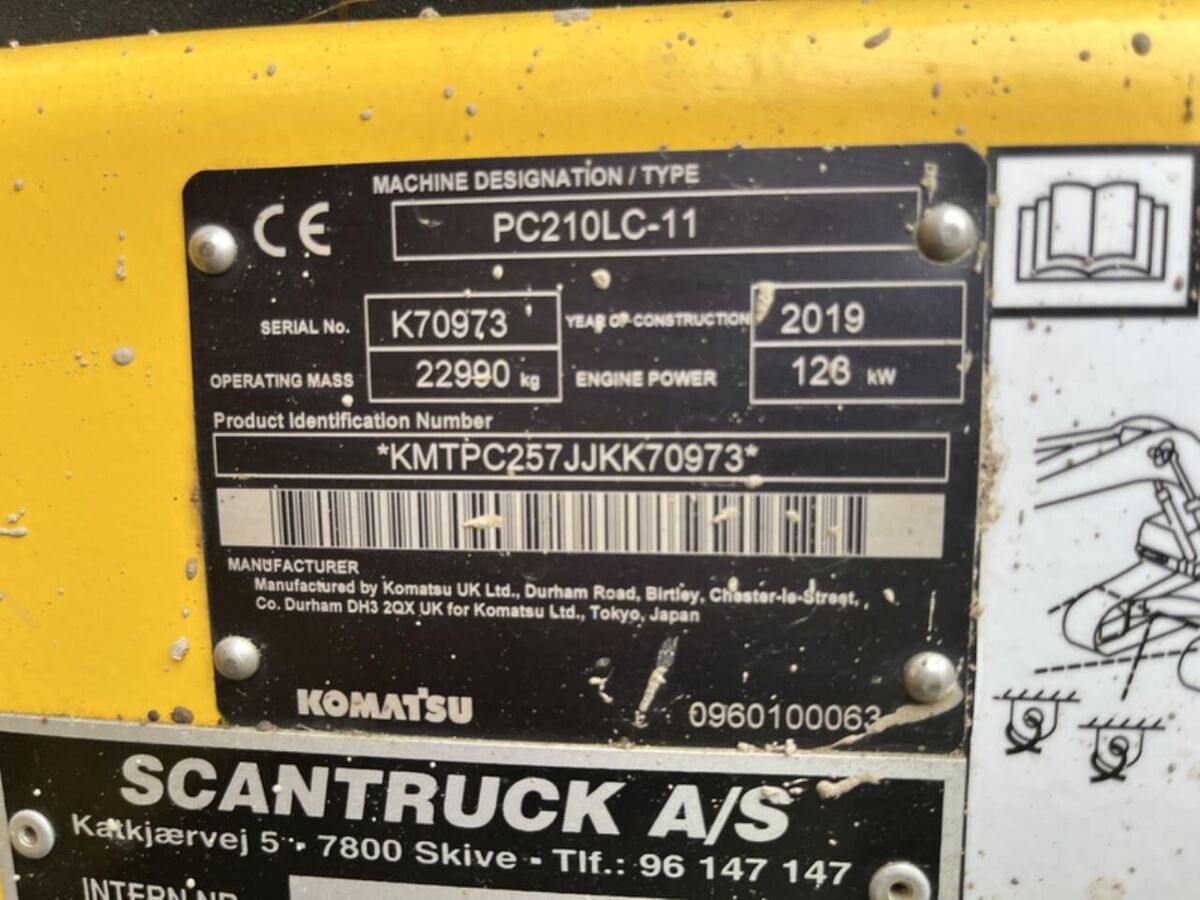 MACHINE DESIGNATION / TYPE
CE PC210LC-11
SERIAL No. K70973 YEAR OF CONSTRUCTION 2019
OPERATING MASS 22990 kg ENGINE POWER 123 kW
Product Identification Number
*KMTPC257JJKK70973*
MANUFACTURER
Manufactured by Komatsu UK Ltd., Durham Road, Birtley, Chester-le-Street,
Co. Durham DH3 2QX UK for Komatsu Ltd., Tokyo, Japan
KOMATSU 0960100063
SCANTRUCK A/S
Katkjærvej 5 - 7800 Skive - Tlf.: 96 147 147
INTERN NR